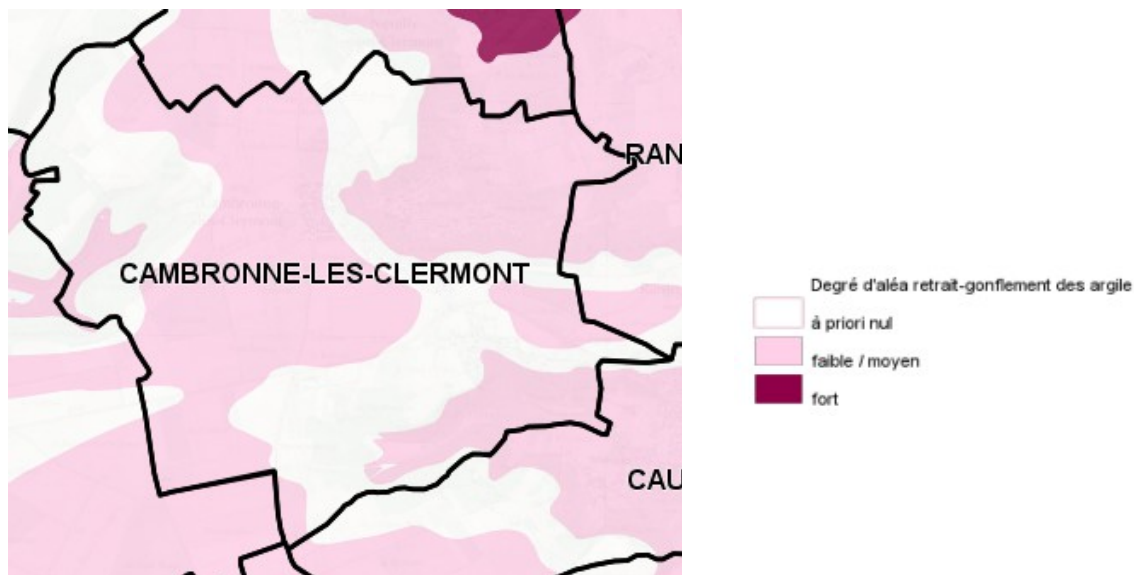 RAN
CAMBRONNE-LES-CLERMONT
CAU
Degré d'aléa retrait-gonflement des argile
à priori nul
faible / moyen
fort